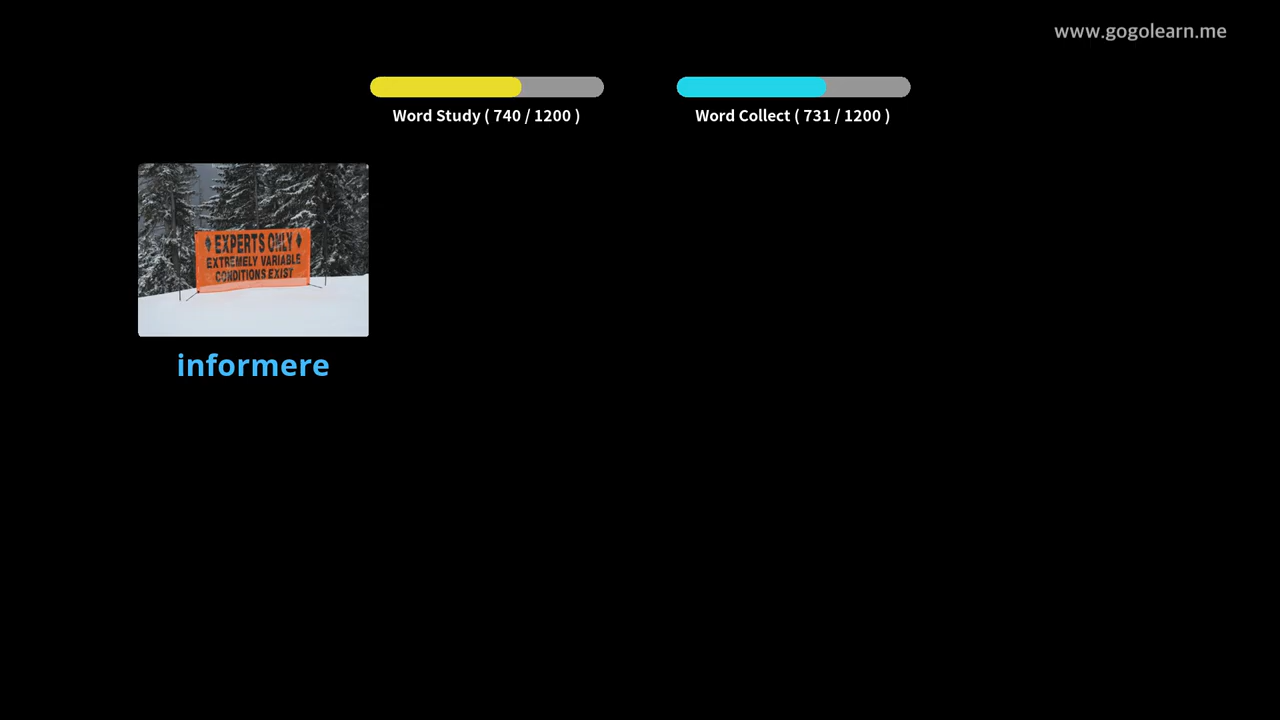 www.gogolearn.me
Word Study ( 740 / 1200 )
Word Collect ( 731 / 1200 )
EXPERTS ONLY
EXTREMELY VARIABLE
CONDITIONS EXIST
informere